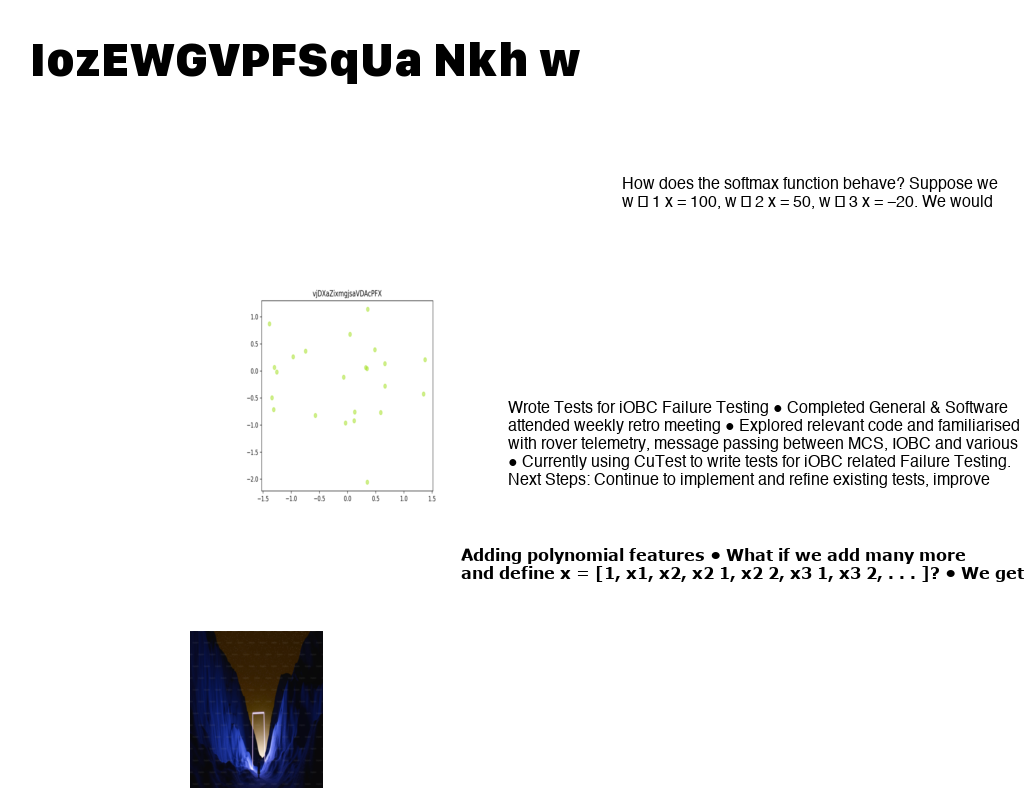 IozEWGVPFSqUa Nkh w
How does the softmax function behave? Suppose we
w □ 1 x = 100, w □ 2 x = 50, w □ 3 x = –20. We would
vjDXaZixmgjsaVDAcPFX
1.0
0.5
0.0
−0.5
−1.0
−1.5
−2.0
−1.5 −1.0 −0.5 0.0 0.5 1.0 1.5
Wrote Tests for iOBC Failure Testing ● Completed General & Software
attended weekly retro meeting ● Explored relevant code and familiarised
with rover telemetry, message passing between MCS, IOBC and various
● Currently using CuTest to write tests for iOBC related Failure Testing.
Next Steps: Continue to implement and refine existing tests, improve
Adding polynomial features ● What if we add many more
and define x = [1, x1, x2, x2 1, x2 2, x3 1, x3 2, . . . ]? ● We get